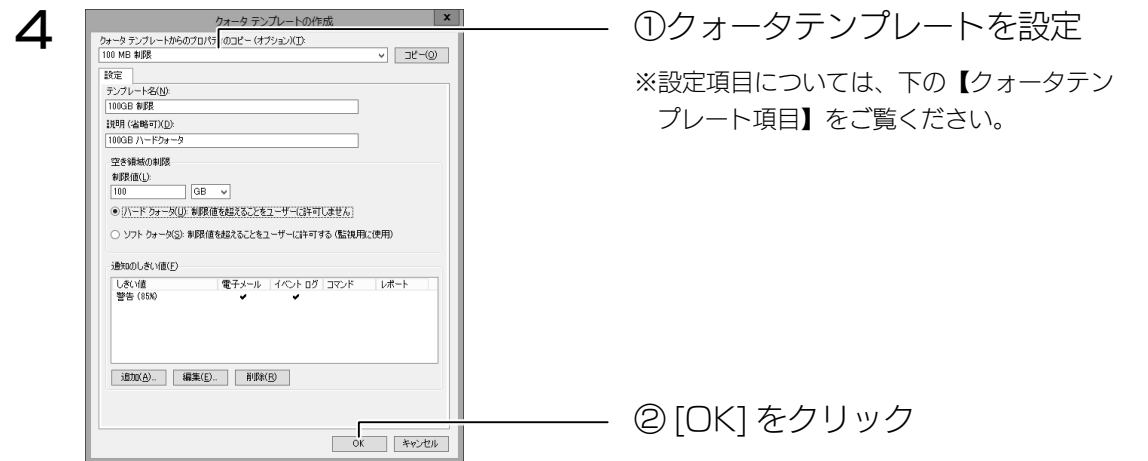 4
クォータ テンプレートの作成
x
クォータ テンプレートからのプロパティのコピー (オプション)(T):
100 MB 制限
コピー(O)
設定
テンプレート名(N):
100GB 制限
説明 (省略可)(D):
100GB ハードクォータ
空き領域の制限
制限値(L):
100 GB
ハード クォータ(U): 制限値を超えることをユーザーに許可しません
ソフト クォータ(S): 制限値を超えることをユーザーに許可する (監視用に使用)
通知のしきい値(F)
しきい値 電子メール イベント ログ コマンド レポート
警告 (85%) ✔ ✔
追加(A)... 編集(E)... 削除(R)
OK キャンセル
①クォータテンプレートを設定
※設定項目については、下の【クォータテン
プレート項目】をご覧ください。
② [OK] をクリック